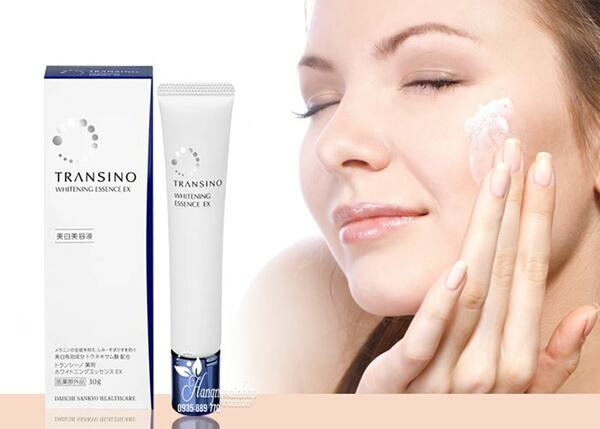 TRANSINO
WHITENING ESSENCE EX
美白美容液
メラニンの生成を抑え、しみ・そばかすを防ぐ
美白有効成分 トラネキサム酸 配合
トランシーノ 薬用
ホワイトニングエッセンス EX
医薬部外品 30g
DAIICHI SANKYO HEALTHCARE
TRANSINO
WHITENING
ESSENCE EX
TRANSINO
0935 889 770